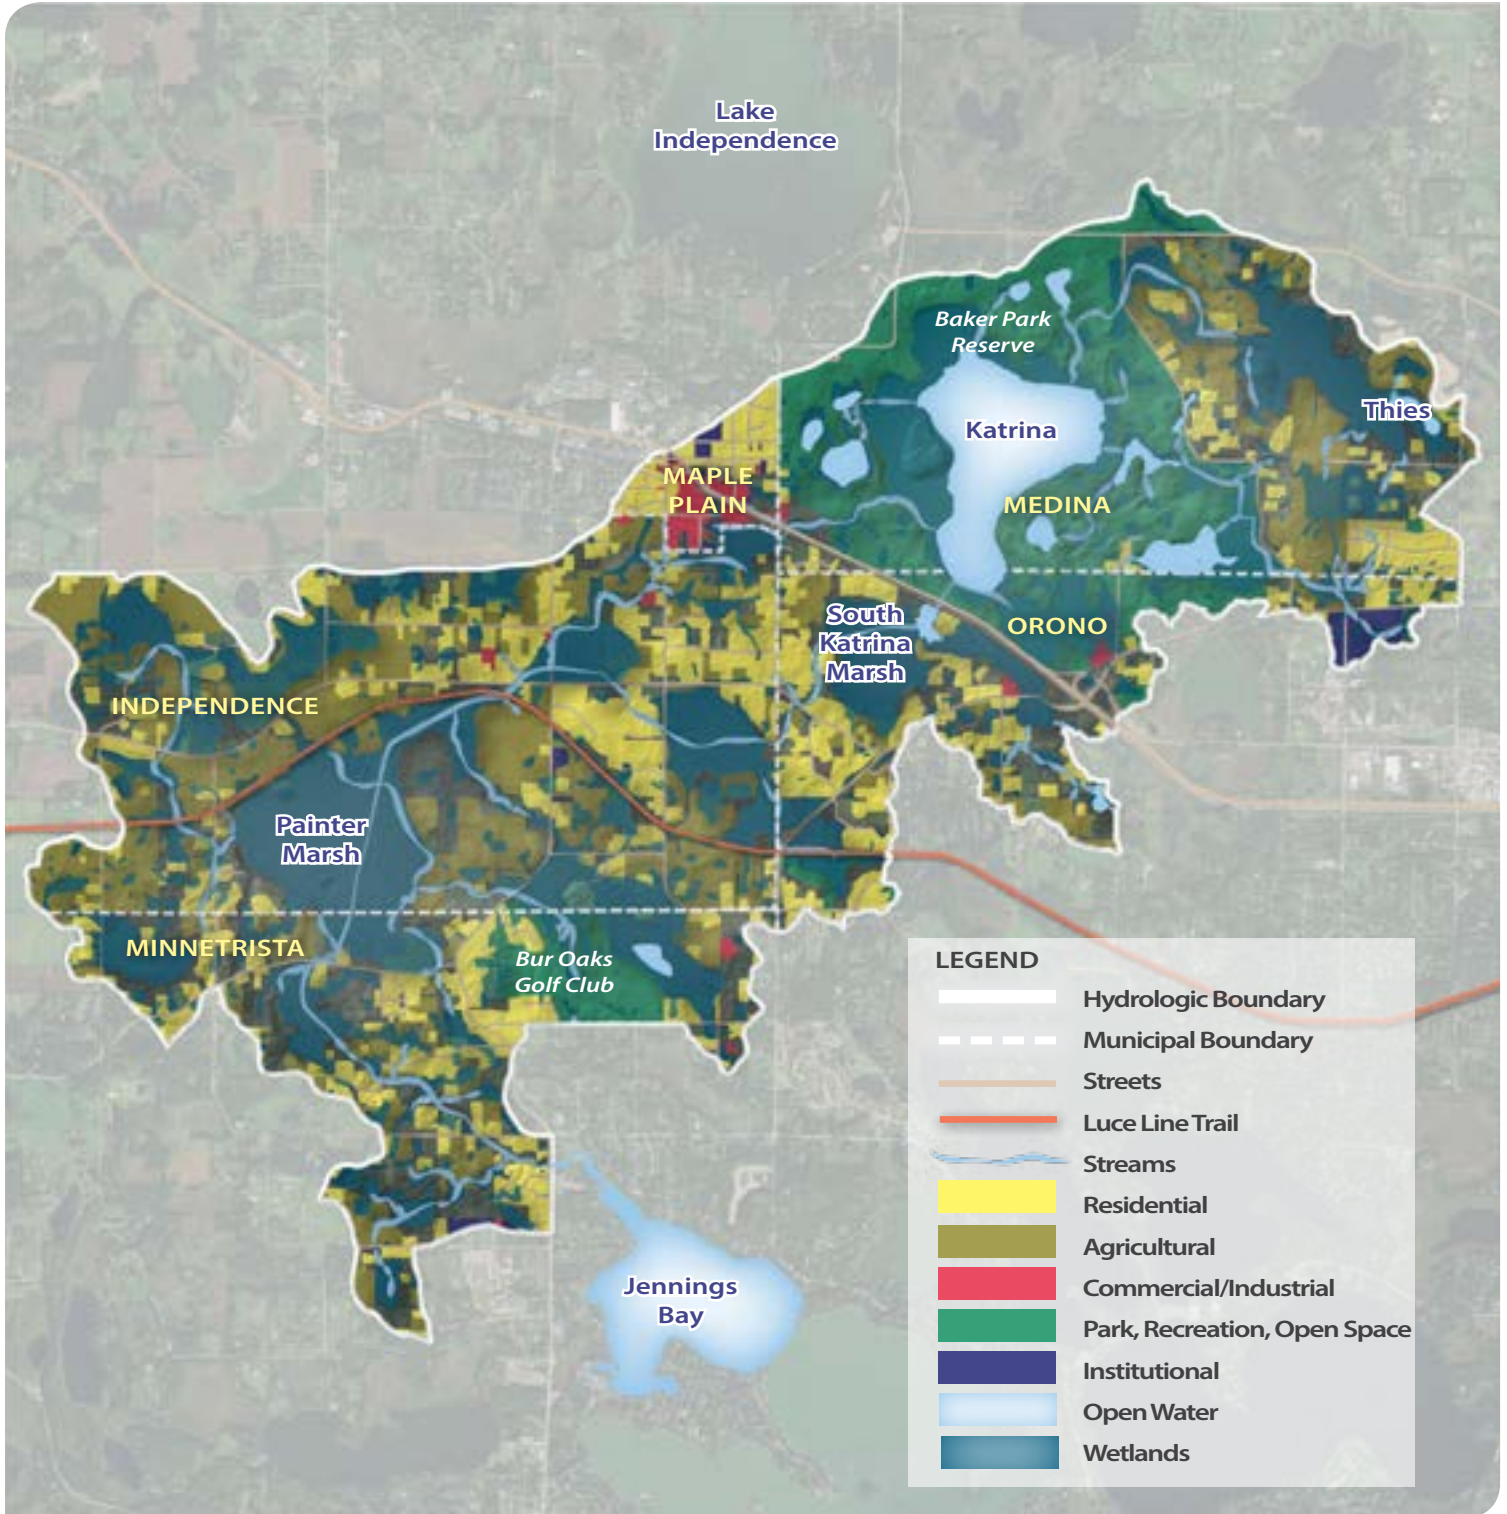 Lake
Independence
Baker Park
Reserve
Thies
Katrina
MAPLE
PLAIN
MEDINA
South
Katrina
Marsh
ORONO
INDEPENDENCE
Painter
Marsh
MINNETRISTA
Bur Oaks
Golf Club
Jennings
Bay
LEGEND
Hydrologic Boundary
Municipal Boundary
Streets
Luce Line Trail
Streams
Residential
Agricultural
Commercial/Industrial
Park, Recreation, Open Space
Institutional
Open Water
Wetlands